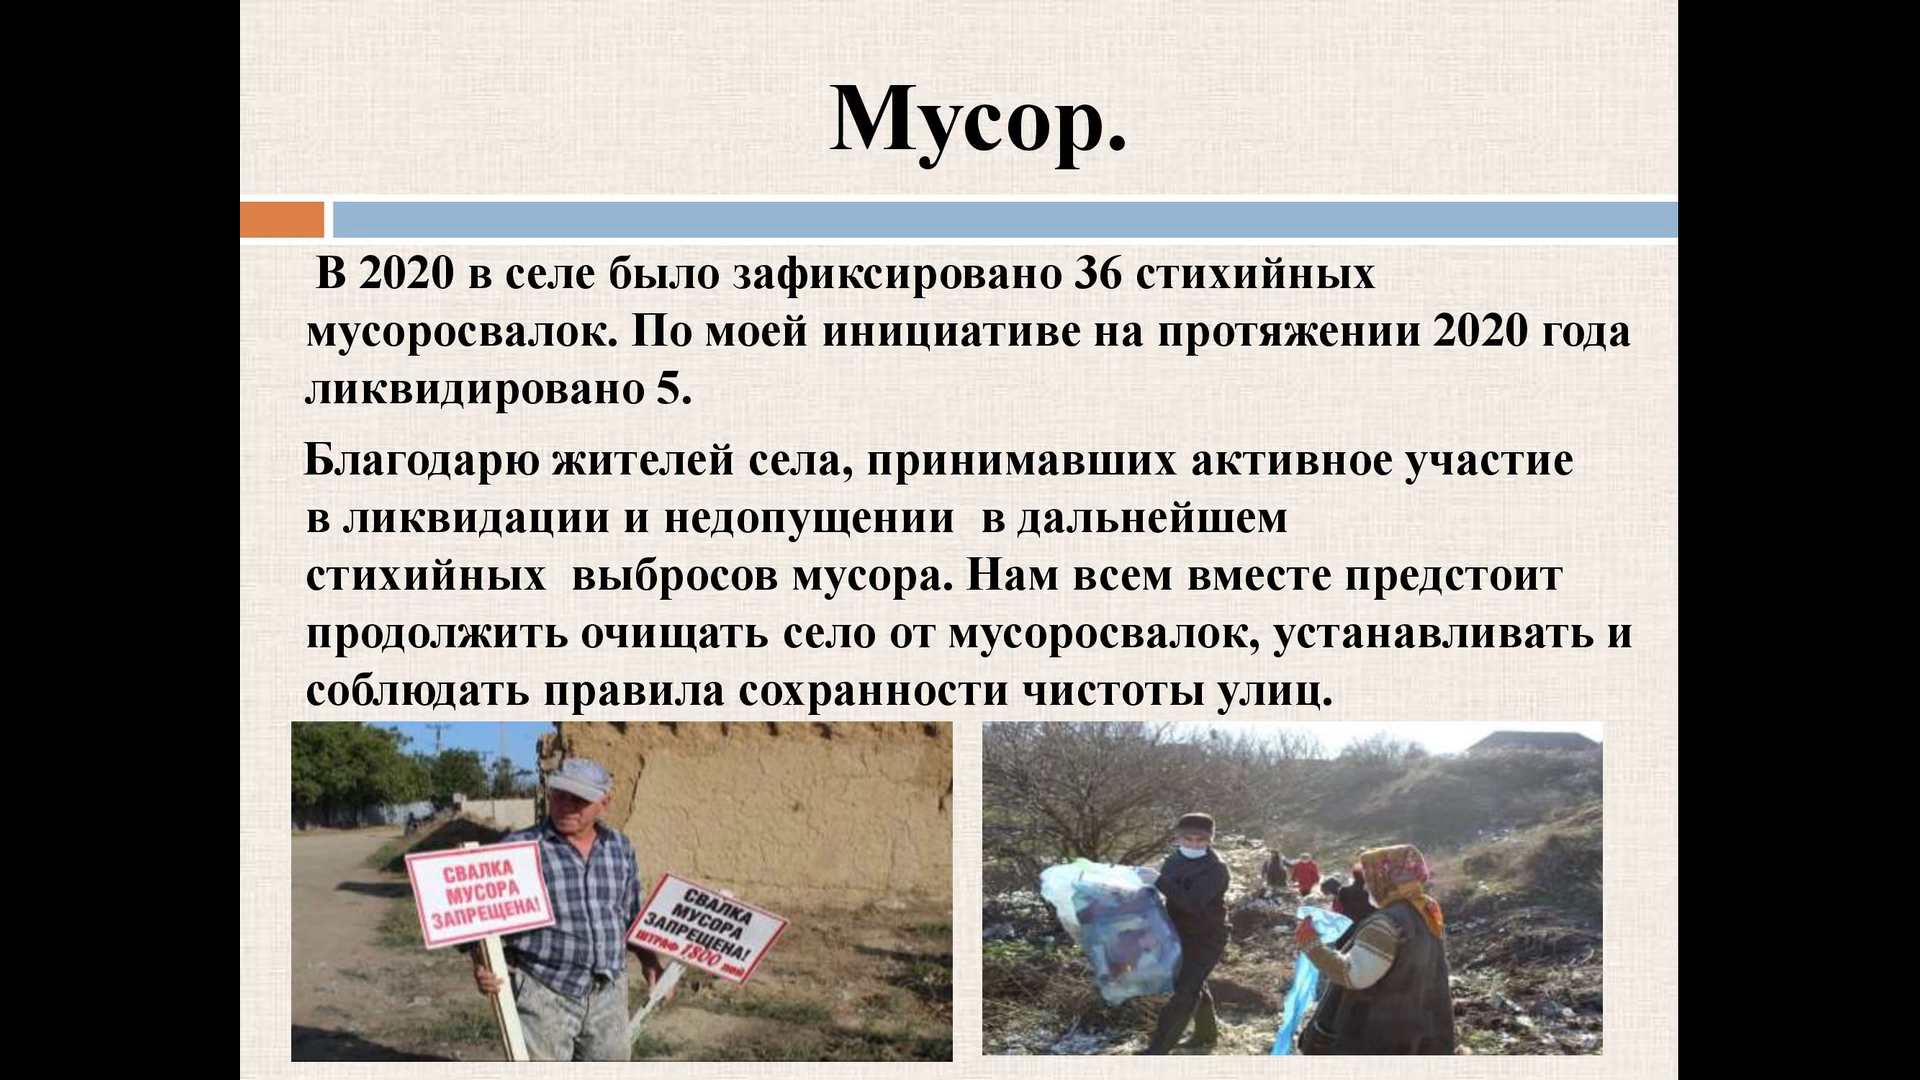 Мусор.
В 2020 в селе было зафиксировано 36 стихийных
мусоросвалок. По моей инициативе на протяжении 2020 года
ликвидировано 5.
Благодарю жителей села, принимавших активное участие
в ликвидации и недопущении в дальнейшем
стихийных выбросов мусора. Нам всем вместе предстоит
продолжить очищать село от мусоросвалок, устанавливать и
соблюдать правила сохранности чистоты улиц.
СВАЛКА
МУСОРА
ЗАПРЕЩЕНА!
СВАЛКА
МУСОРА
ЗАПРЕЩЕНА!
ШТРАФ 1800 лей